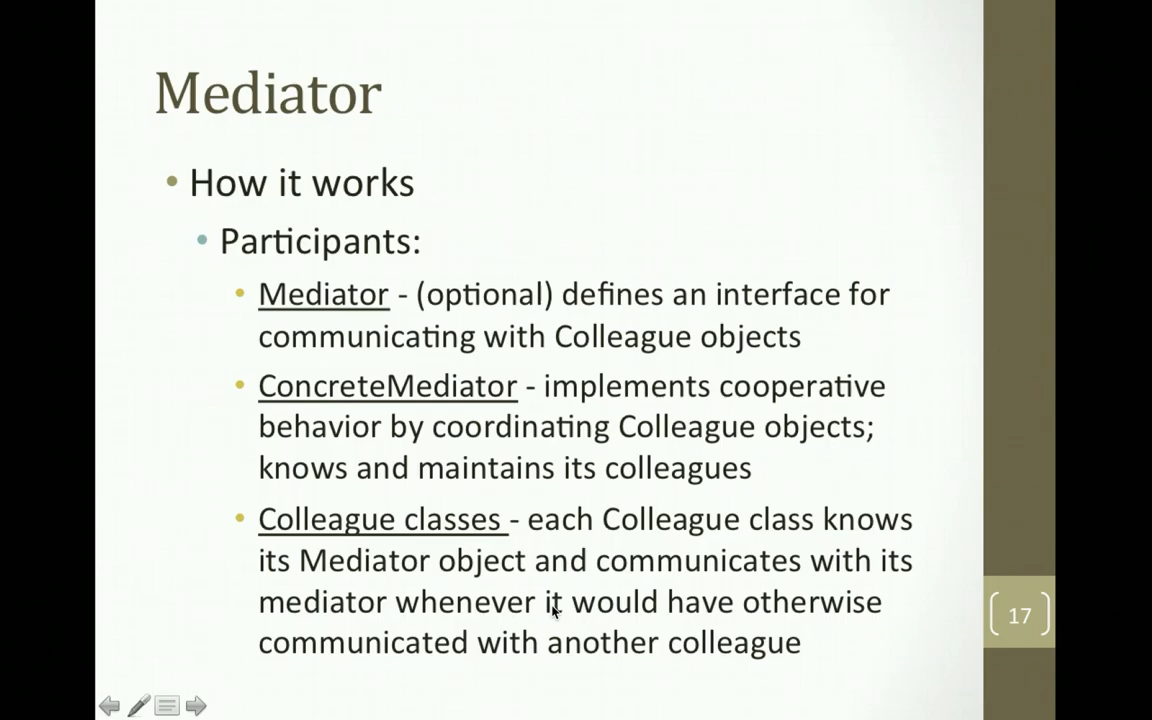 Mediator
• How it works
• Participants:
• Mediator - (optional) defines an interface for
communicating with Colleague objects
• ConcreteMediator - implements cooperative
behavior by coordinating Colleague objects;
knows and maintains its colleagues
• Colleague classes - each Colleague class knows
its Mediator object and communicates with its
mediator whenever it would have otherwise
communicated with another colleague
17